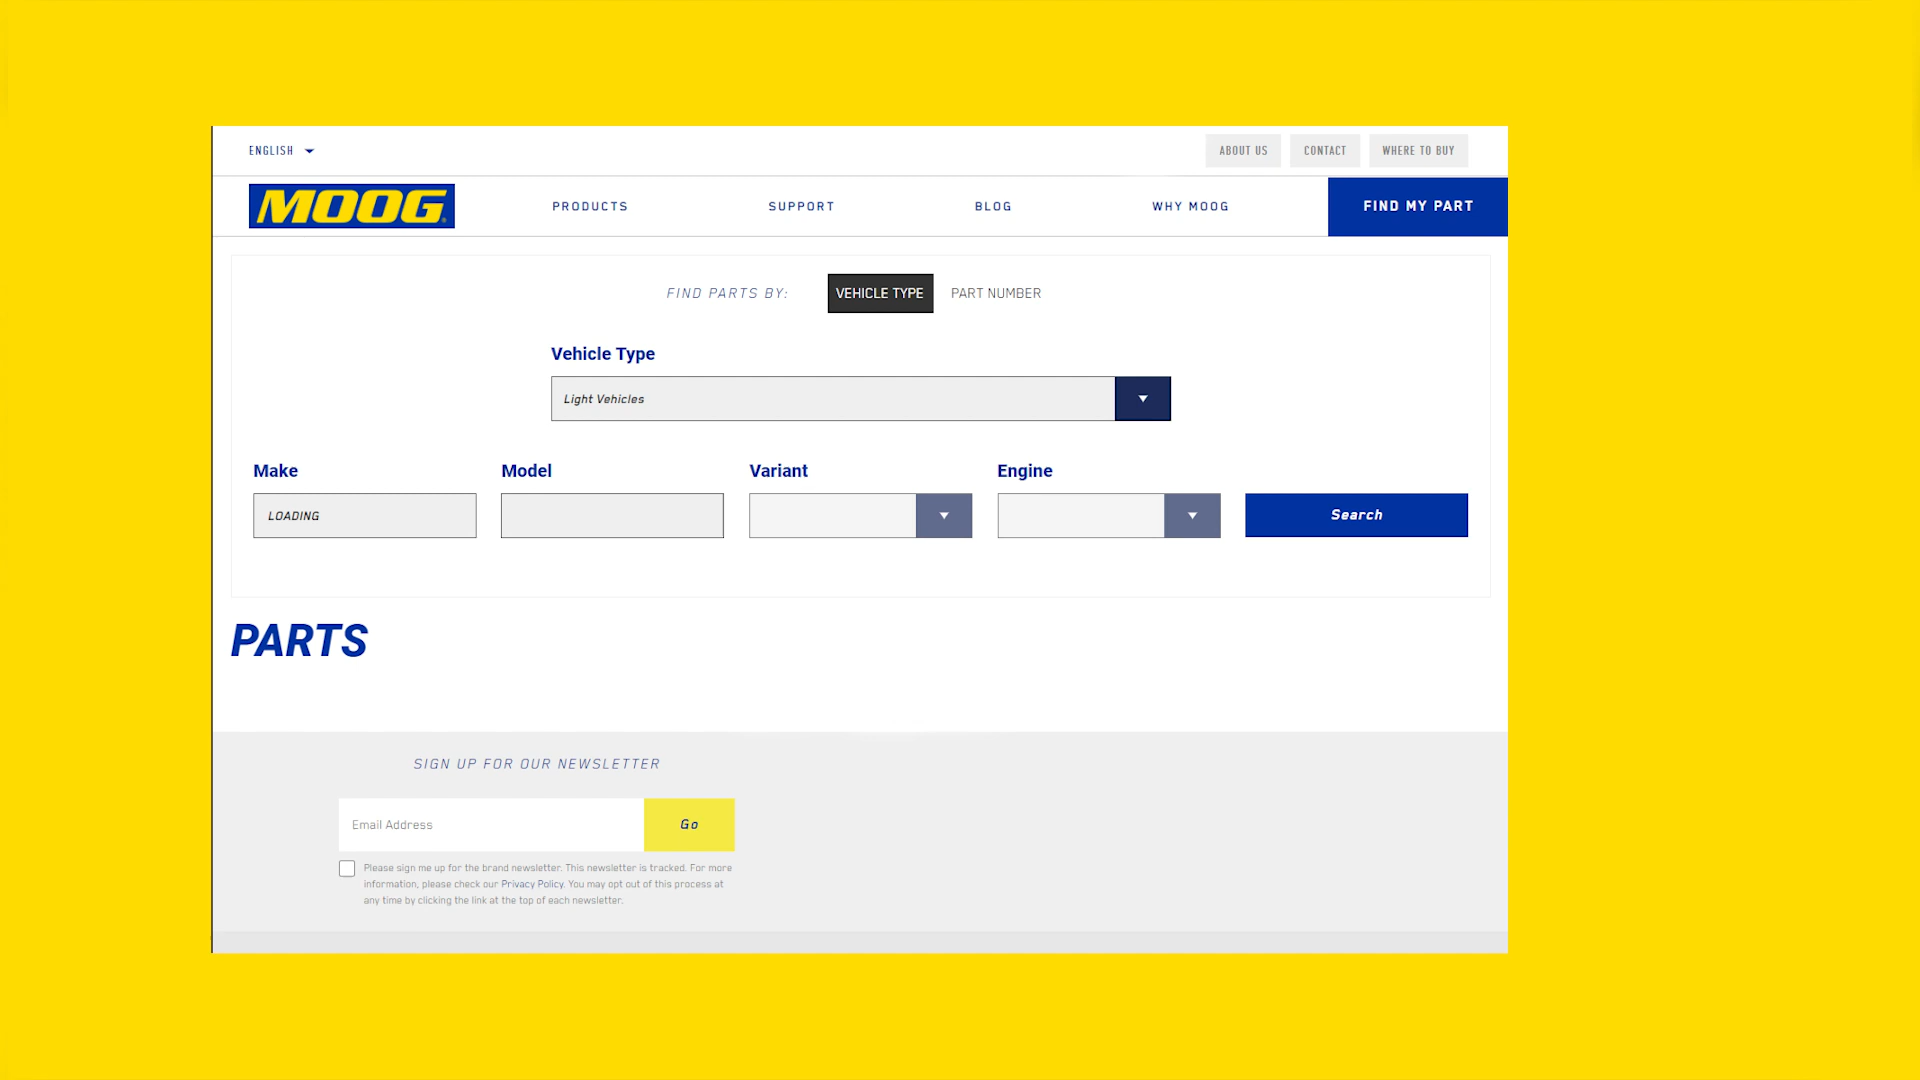 ENGLISH
ABOUT US
CONTACT
WHERE TO BUY
MOOG
PRODUCTS
SUPPORT
BLOG
WHY MOOG
FIND MY PART
FIND PARTS BY:
VEHICLE TYPE
PART NUMBER
Vehicle Type
Light Vehicles
Make
Model
Variant
Engine
LOADING
Search
PARTS
SIGN UP FOR OUR NEWSLETTER
Email Address
Go
Please sign me up for the brand newsletter. This newsletter is tracked. For more
information, please check our Privacy Policy. You may opt out of this process at
any time by clicking the link at the top of each newsletter.